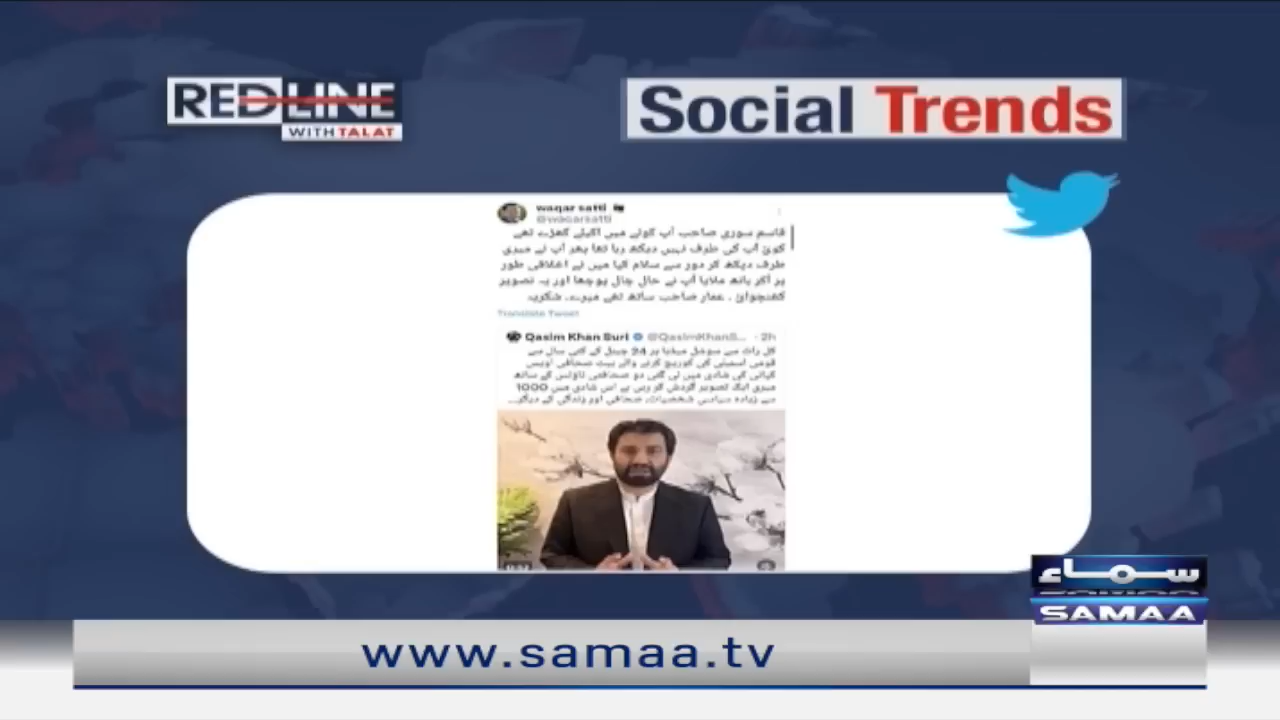 REDLINE
WITH TALAT
Social Trends
waqar satti
@waqarsatti
قاسم سوری صاحب آپ کونے میں اکیلے کھڑے تھے
کوئ آپ کی طرف نہیں دیکھ رہا تھا پھر آپ نے میری
طرف دیکھ کر دور سے سلام کیا میں نے اخلاقی طور
پر آکر ہاتھ ملایا آپ نے حال چال پوچھا اور یہ تصویر
کھنچوائ . عمار صاحب ساتھ تھے میرے. شکریہ
Translate Tweet
Qasim Khan Suri @QasimKhanS... · 2h
کل رات سے سوشل میڈیا پر 24 چینل کے کئی سال سے
قومی اسمبلی کی کوریج کرنے والے بیٹ صحافی اویس
کیانی کی شادی میں لی گئی دو صحافتی ٹاؤٹس کے ساتھ
میری ایک تصویر گردش کر رہی ہے اس شادی میں 1000
سے زیادہ سیاسی شخصیات، صحافی اور زندگی کے دیگر...
سماء
SAMAA
www.samaa.tv